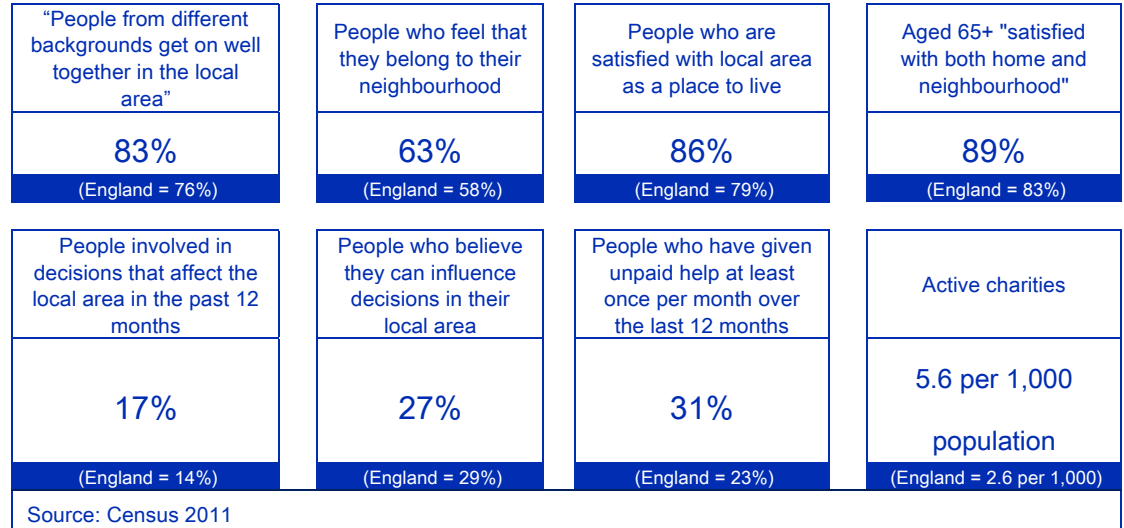 “People from different
backgrounds get on well
together in the local
area”
83%
(England = 76%)
People who feel that
they belong to their
neighbourhood
63%
(England = 58%)
People who are
satisfied with local area
as a place to live
86%
(England = 79%)
Aged 65+ "satisfied
with both home and
neighbourhood"
89%
(England = 83%)
People involved in
decisions that affect the
local area in the past 12
months
17%
(England = 14%)
People who believe
they can influence
decisions in their
local area
27%
(England = 29%)
People who have given
unpaid help at least
once per month over
the last 12 months
31%
(England = 23%)
Active charities
5.6 per 1,000
population
(England = 2.6 per 1,000)
Source: Census 2011